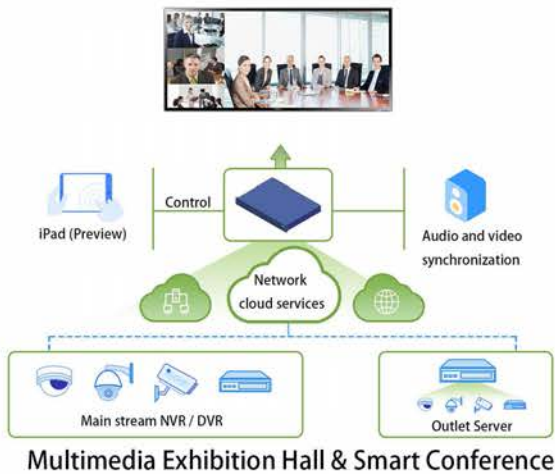 Control
iPad (Preview)
Audio and video
synchronization
Network
cloud services
Main stream NVR / DVR
Outlet Server
Multimedia Exhibition Hall & Smart Conference